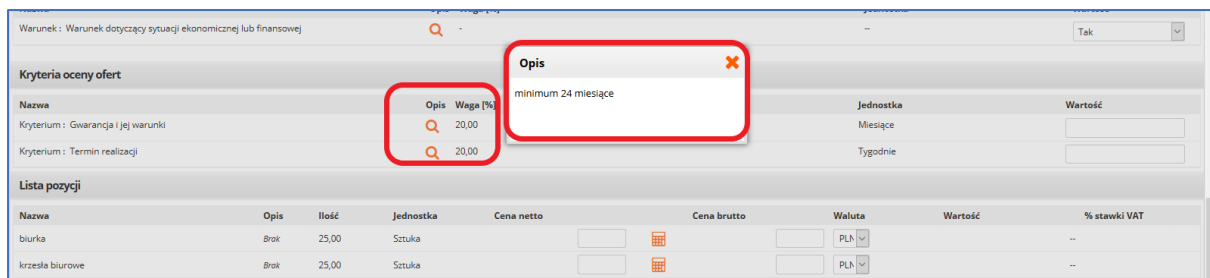 Warunek : Warunek dotyczący sytuacji ekonomicznej lub finansowej - -- Tak
Opis
minimum 24 miesiące
Kryteria oceny ofert
Nazwa Opis Waga [%] Jednostka Wartość
Kryterium : Gwarancja i jej warunki 20,00 Miesiące
Kryterium : Termin realizacji 20,00 Tygodnie
Lista pozycji
Nazwa Opis Ilość Jednostka Cena netto Cena brutto Waluta Wartość % stawki VAT
biurka Brak 25,00 Sztuka PLN --
krzesła biurowe Brak 25,00 Sztuka PLN --